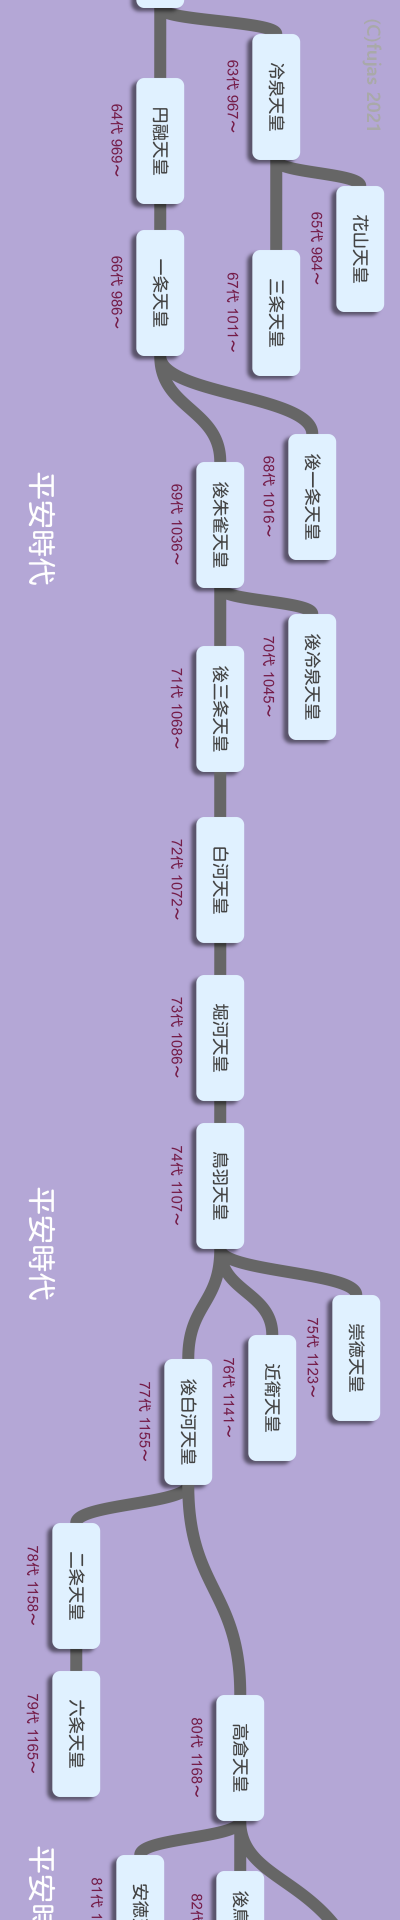 (C)fujas 2021
冷泉天皇
63代 967～
円融天皇
64代 969～
花山天皇
65代 984～
一条天皇
66代 986～
三条天皇
67代 1011～
後一条天皇
68代 1016～
後朱雀天皇
69代 1036～
平安時代
後冷泉天皇
70代 1045～
後三条天皇
71代 1068～
白河天皇
72代 1072～
堀河天皇
73代 1086～
鳥羽天皇
74代 1107～
平安時代
崇徳天皇
75代 1123～
近衛天皇
76代 1141～
後白河天皇
77代 1155～
二条天皇
78代 1158～
六条天皇
79代 1165～
高倉天皇
80代 1168～
安徳
81代 1
後鳥
82代
平安時